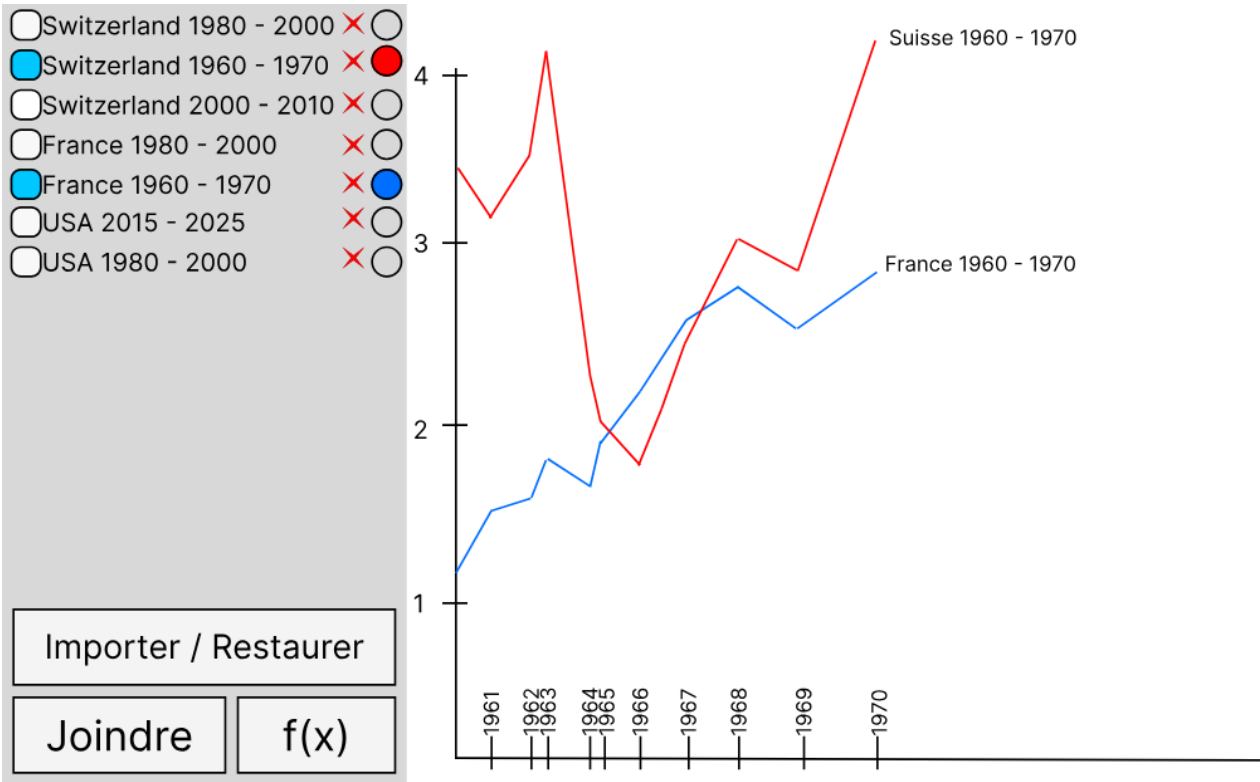 Switzerland 1980 - 2000
Switzerland 1960 - 1970
Switzerland 2000 - 2010
France 1980 - 2000
France 1960 - 1970
USA 2015 - 2025
USA 1980 - 2000
Importer / Restaurer
Joindre
f(x)
4
3
2
1
Suisse 1960 - 1970
France 1960 - 1970
1961
1962
1963
1964
1965
1966
1967
1968
1969
1970